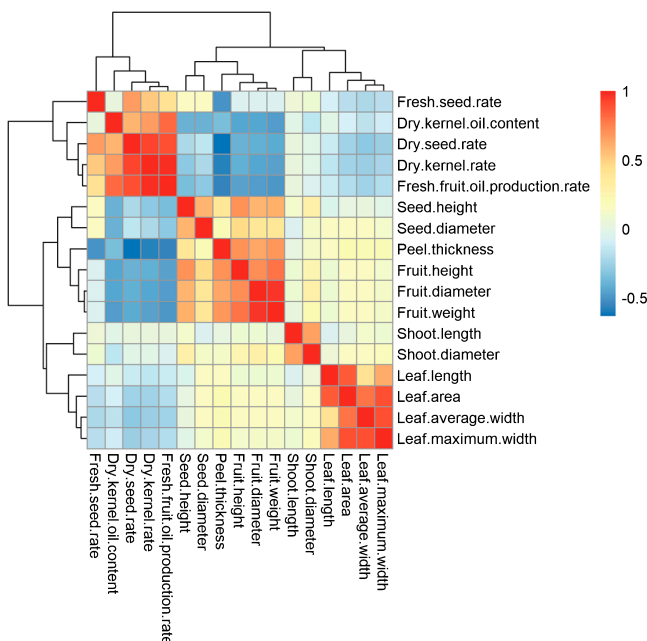 Fresh.seed.rate
Dry.kernel.oil.content
Dry.seed.rate
Dry.kernel.rate
Fresh.fruit.oil.production.rate
Seed.height
Seed.diameter
Peel.thickness
Fruit.height
Fruit.diameter
Fruit.weight
Shoot.length
Shoot.diameter
Leaf.length
Leaf.area
Leaf.average.width
Leaf.maximum.width
1
0.5
0
-0.5
Fresh.seed.rate
Dry.kernel.oil.content
Dry.seed.rate
Dry.kernel.rate
Fresh.fruit.oil.production.rate
Seed.height
Seed.diameter
Peel.thickness
Fruit.height
Fruit.diameter
Fruit.weight
Shoot.length
Shoot.diameter
Leaf.length
Leaf.area
Leaf.average.width
Leaf.maximum.width